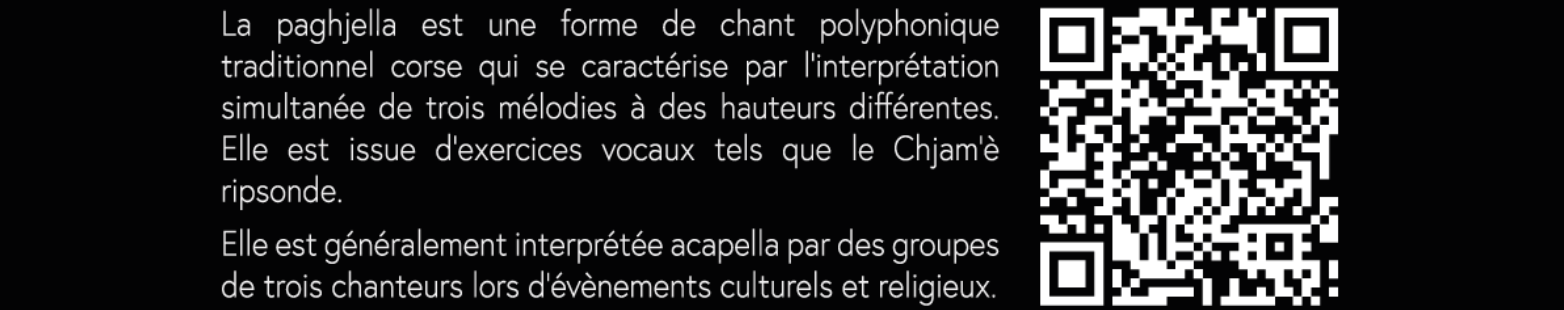 La paghjella est une forme de chant polyphonique
traditionnel corse qui se caractérise par l'interprétation
simultanée de trois mélodies à des hauteurs différentes.
Elle est issue d'exercices vocaux tels que le Chjam'è
ripsonde.
Elle est généralement interprétée acapella par des groupes
de trois chanteurs lors d'évènements culturels et religieux.